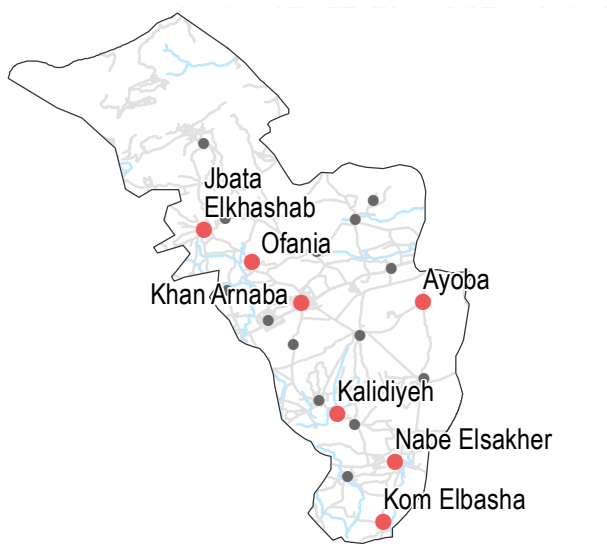 Jbata
Elkhashab
Ofania
Khan Arnaba
Ayoba
Kalidiyeh
Nabe Elsakher
Kom Elbasha